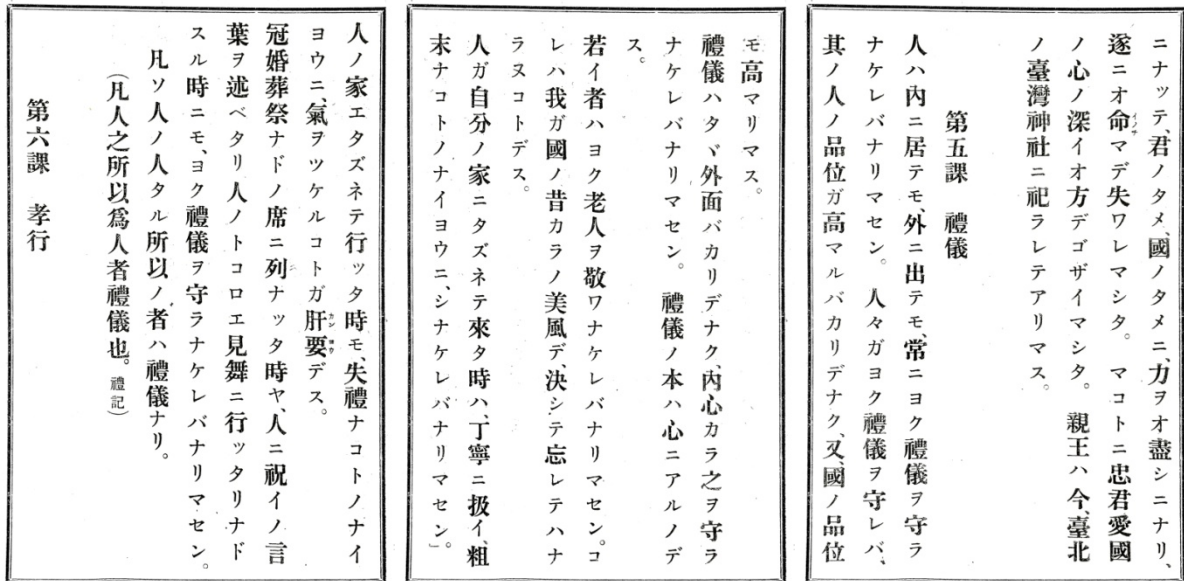 ニナッテ、君ノタメ、國ノタメニ、力ヲオ盡シニナリ、
遂ニオ命マデ失ワレマシタ。　マコトニ忠君愛國
ノ心ノ深イオ方デゴザイマシタ。　親王ハ今、臺北
ノ臺灣神社ニ祀ラレテアリマス。
第五課　禮儀
人ハ內ニ居テモ、外ニ出テモ、常ニヨク禮儀ヲ守ラ
ナケレバナリマセン。　人々ガヨク禮儀ヲ守レバ、
其ノ人ノ品位ガ高マルバカリデナク、又、國ノ品位
モ高マリマス。
禮儀ハタヾ外面バカリデナク、內心カラ之ヲ守ラ
ナケレバナリマセン。　禮儀ノ本ハ心ニアルノデ
ス。
若イ者ハヨク老人ヲ敬ワナケレバナリマセン。コ
レハ我ガ國ノ昔カラノ美風デ、決シテ忘レテハナ
ラヌコトデス。
人ガ自分ノ家ニタズネテ來タ時ハ、丁寧ニ扱イ、粗
末ナコトノナイヨウニ、シナケレバナリマセン」。
人ノ家エタズネテ行ッタ時モ、失禮ナコトノナイ
ヨウニ、氣ヲツケルコトガ肝要デス。
冠婚葬祭ナドノ席ニ列ナッタ時ヤ、人ニ祝イノ言
葉ヲ述ベタリ人ノトコロエ見舞ニ行ッタリナド
スル時ニモ、ヨク禮儀ヲ守ラナケレバナリマセン。
凡ソ人ノ人タル所以ノ者ハ禮儀ナリ。
（凡人之所以爲人者禮儀也。禮記）
第六課　孝行